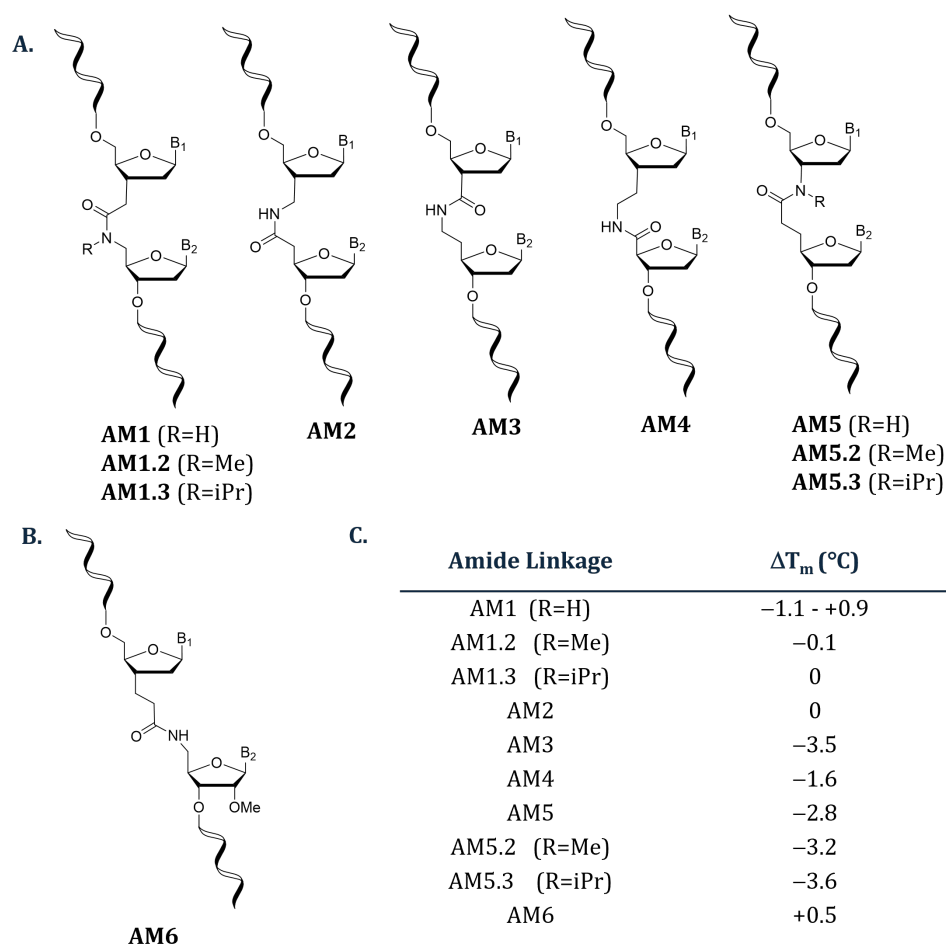 A.
O
O
B₁
O
N
R
O
B₂
O
AM1 (R=H)
AM1.2 (R=Me)
AM1.3 (R=iPr)
O
O
B₁
HN
O
O
B₂
O
AM2
O
O
B₁
HN
O
O
B₂
O
AM3
O
O
B₁
HN
O
O
B₂
O
AM4
O
O
B₁
O
N
R
O
B₂
O
AM5 (R=H)
AM5.2 (R=Me)
AM5.3 (R=iPr)
B.
O
O
B₁
O
NH
O
B₂
O
OMe
AM6
C.
Amide Linkage ΔTₘ (°C)
AM1 (R=H) −1.1 - +0.9
AM1.2 (R=Me) −0.1
AM1.3 (R=iPr) 0
AM2 0
AM3 −3.5
AM4 −1.6
AM5 −2.8
AM5.2 (R=Me) −3.2
AM5.3 (R=iPr) −3.6
AM6 +0.5